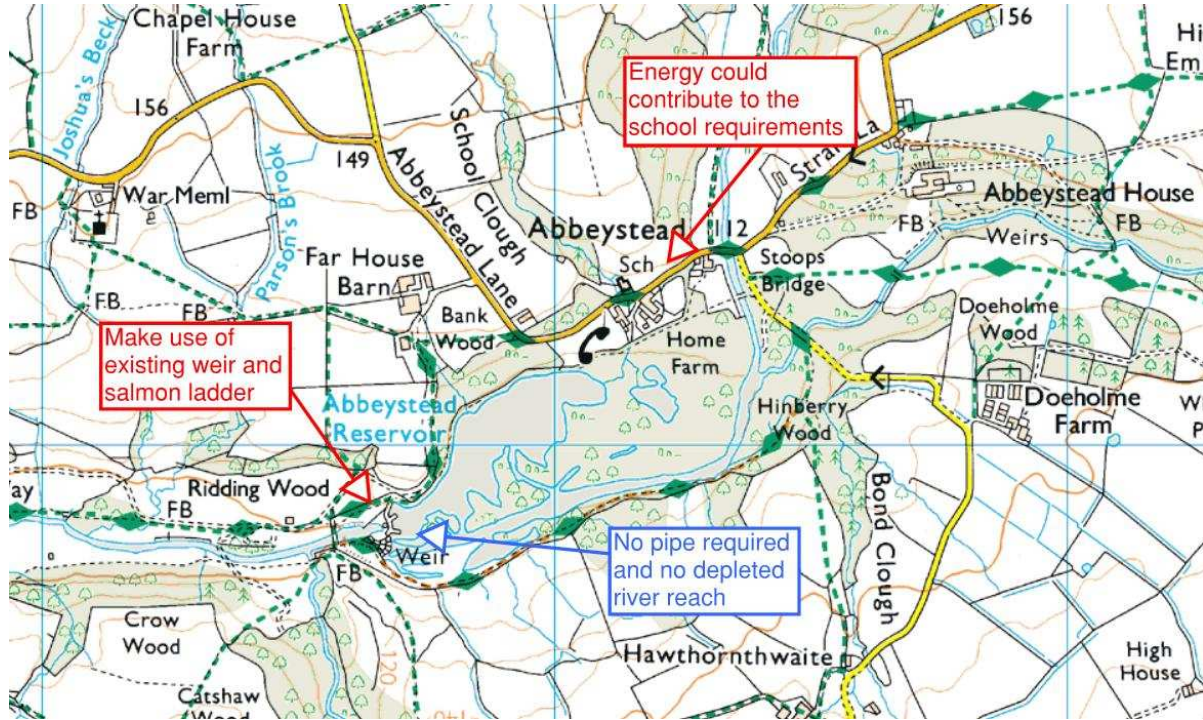 Chapel House
Farm
156
Hi
Em
Joshua's Beck
Energy could
contribute to the
school requirements
156
149
School Clough
Abbeystead Lane
Parson's Brook
War Meml
FB
Abbeystead House
FB
FB
Weirs
Abbeystead
112
Sch
Stoops
Bridge
Far House
Barn
FB
FB
Bank
Wood
Doeholme
Wood
Home
Farm
Make use of
existing weir and
salmon ladder
Abbeystead
Reservoir
Hinberry
Wood
Doeholme
Farm
W
P
ay
Ridding Wood
FB
Weir
FB
No pipe required
and no depleted
river reach
Bond Clough
Crow
Wood
120
Hawthornthwaite
High
House
Catshaw
Wood